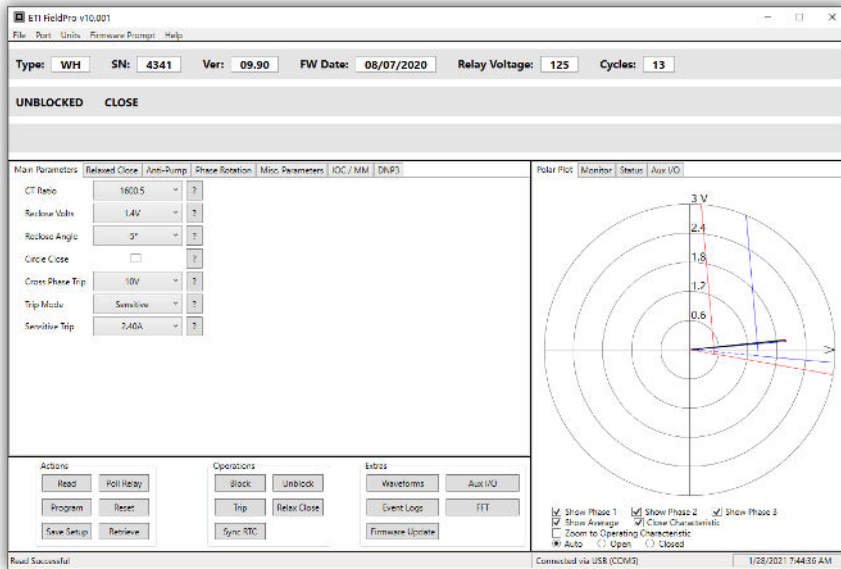 ETI FieldPro v10.001
File Port Units Firmware Prompt Help
Type: WH SN: 4341 Ver: 09.90 FW Date: 08/07/2020 Relay Voltage: 125 Cycles: 13
UNBLOCKED CLOSE
Main Parameters Relaxed Close Anti-Pump Phase Rotation Misc. Parameters IOC / MM DNP3
CT Ratio 1600:5 ?
Reclose Volts 1.4V ?
Reclose Angle 5° ?
Circle Close ?
Cross Phase Trip 10V ?
Trip Mode Sensitive ?
Sensitive Trip 2.40A ?
Polar Plot Monitor Status Aux I/O
3 V
2.4
1.8
1.2
0.6
Actions
Read Poll Relay
Program Reset
Save Setup Retrieve
Operations
Block Unblock
Trip Relax Close
Sync RTC
Extras
Waveforms Aux I/O
Event Logs FFT
Firmware Update
Show Phase 1 Show Phase 2 Show Phase 3
Show Average Close Characteristic
Zoom to Operating Characteristic
Auto Open Closed
Read Successful
Connected via USB (COM5) 1/28/2021 7:44:36 AM